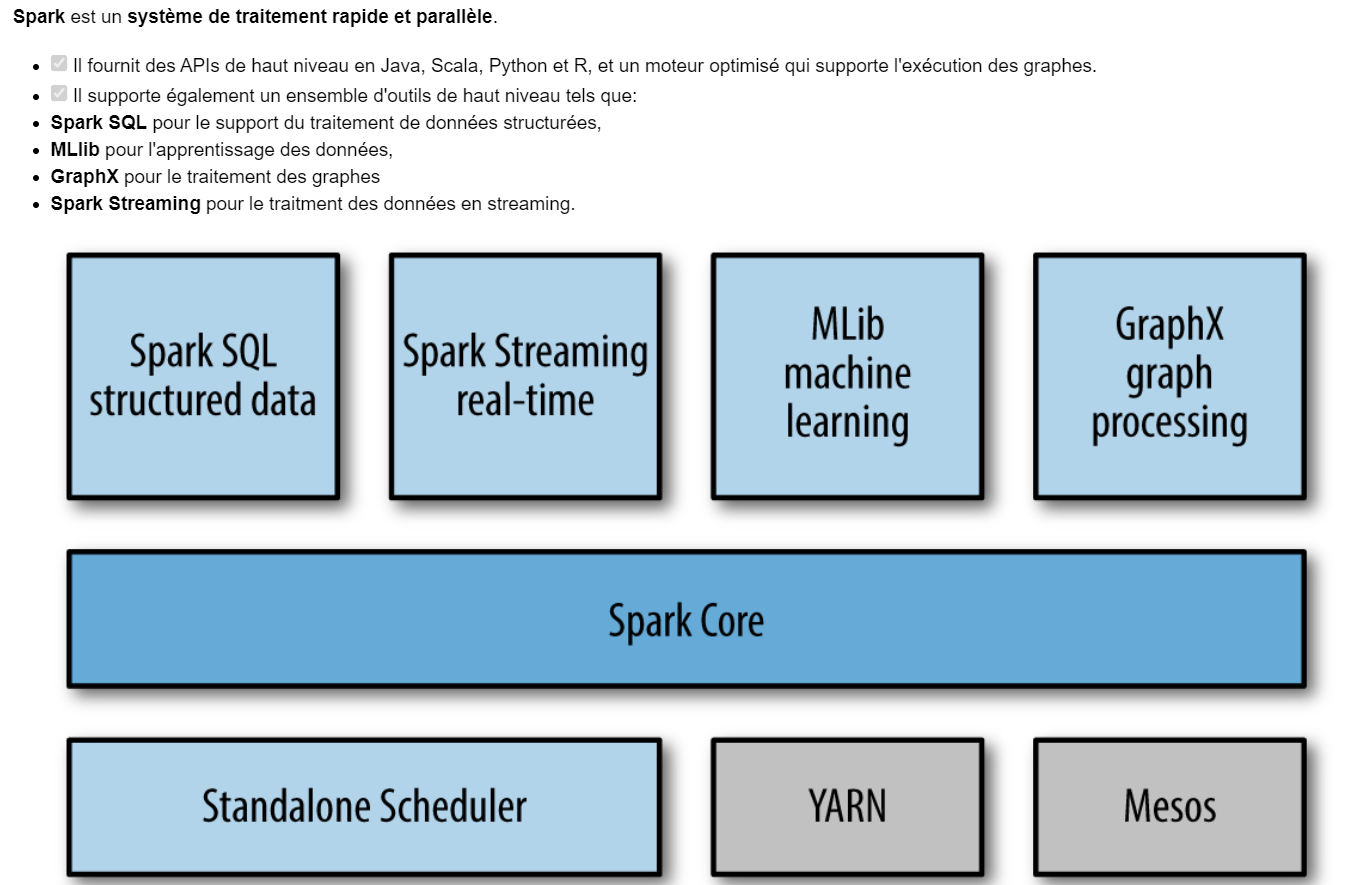 Spark est un système de traitement rapide et parallèle.
Il fournit des APIs de haut niveau en Java, Scala, Python et R, et un moteur optimisé qui supporte l'exécution des graphes.
Il supporte également un ensemble d'outils de haut niveau tels que:
Spark SQL pour le support du traitement de données structurées,
MLlib pour l'apprentissage des données,
GraphX pour le traitement des graphes
Spark Streaming pour le traitment des données en streaming.
Spark SQL
structured data
Spark Streaming
real-time
MLib
machine
learning
GraphX
graph
processing
Spark Core
Standalone Scheduler
YARN
Mesos